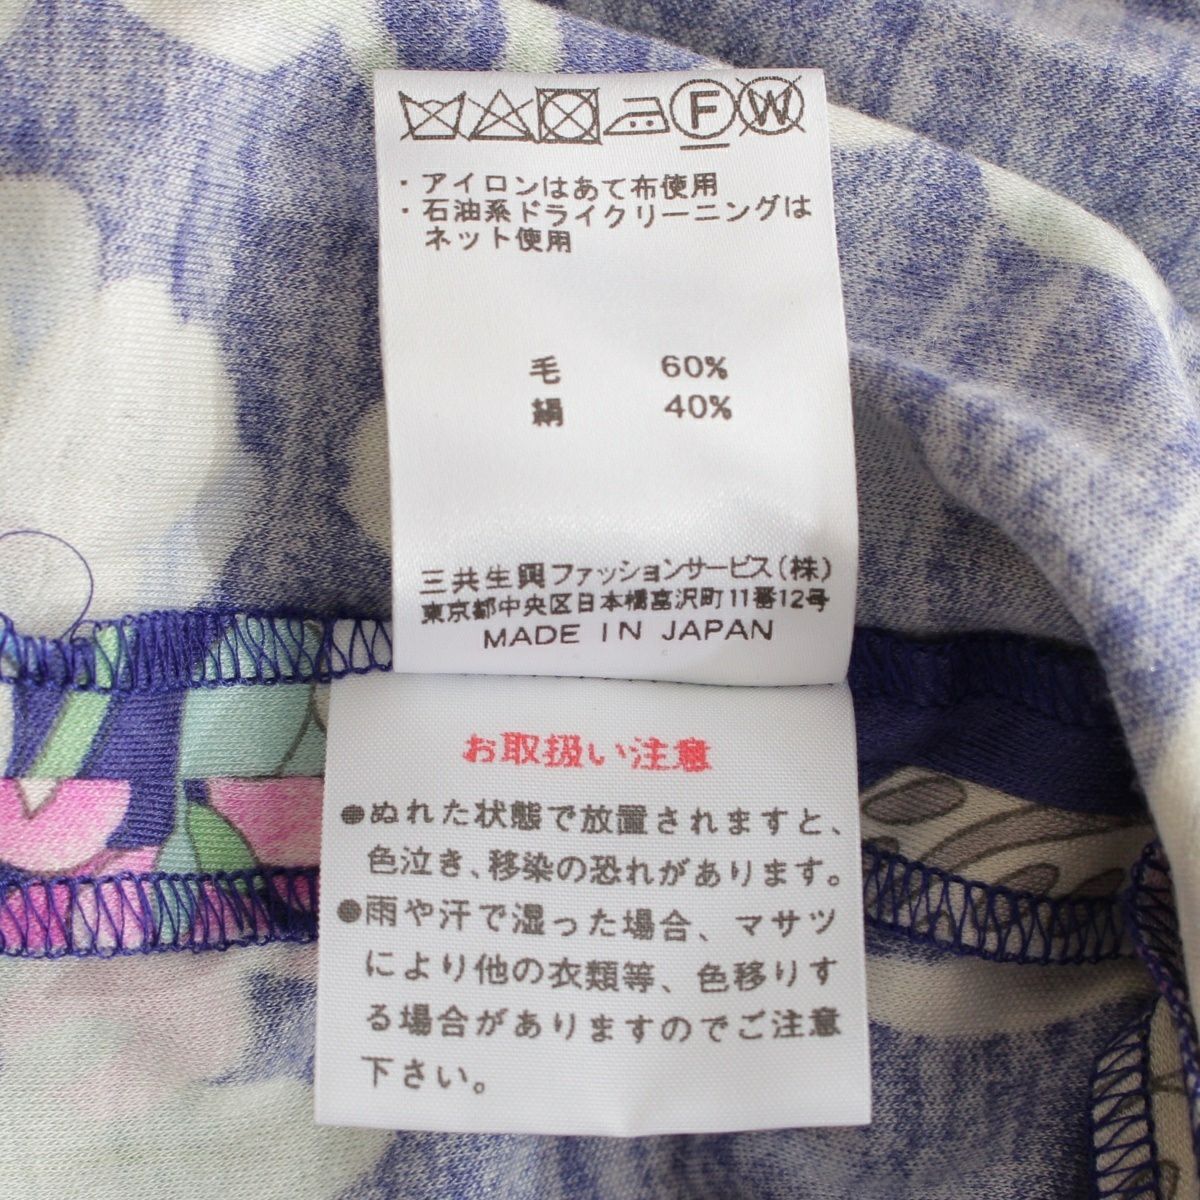 F W
・アイロンはあて布使用
・石油系ドライクリーニングは
ネット使用
毛 60%
絹 40%
三共生興ファッションサービス(株)
東京都中央区日本橋富沢町11番12号
MADE IN JAPAN
お取扱い注意
●ぬれた状態で放置されますと、
色泣き、移染の恐れがあります。
●雨や汗で湿った場合、マサツ
により他の衣類等、色移りす
る場合がありますのでご注意
下さい。